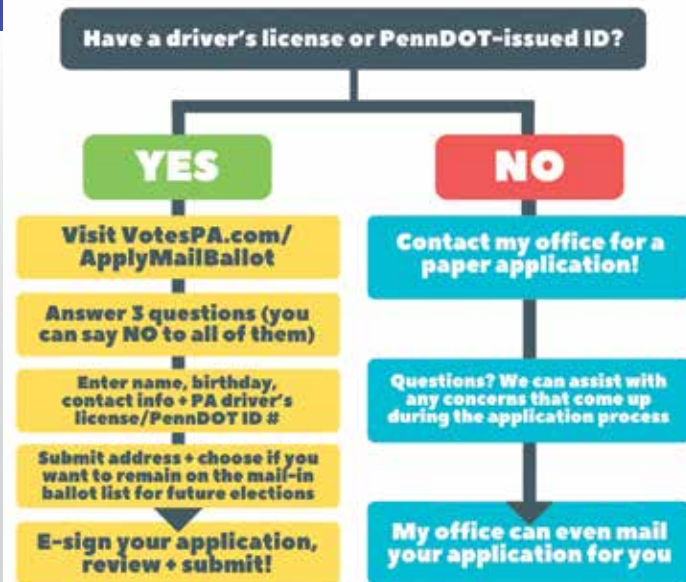 Have a driver's license or PennDOT-issued ID?
YES
Visit VotesPA.com/
ApplyMailBallot
Answer 3 questions (you
can say NO to all of them)
Enter name, birthday,
contact info + PA driver's
license/PennDOT ID #
Submit address + choose if you
want to remain on the mail-in
ballot list for future elections
E-sign your application,
review + submit!
NO
Contact my office for a
paper application!
Questions? We can assist with
any concerns that come up
during the application process
My office can even mail
your application for you